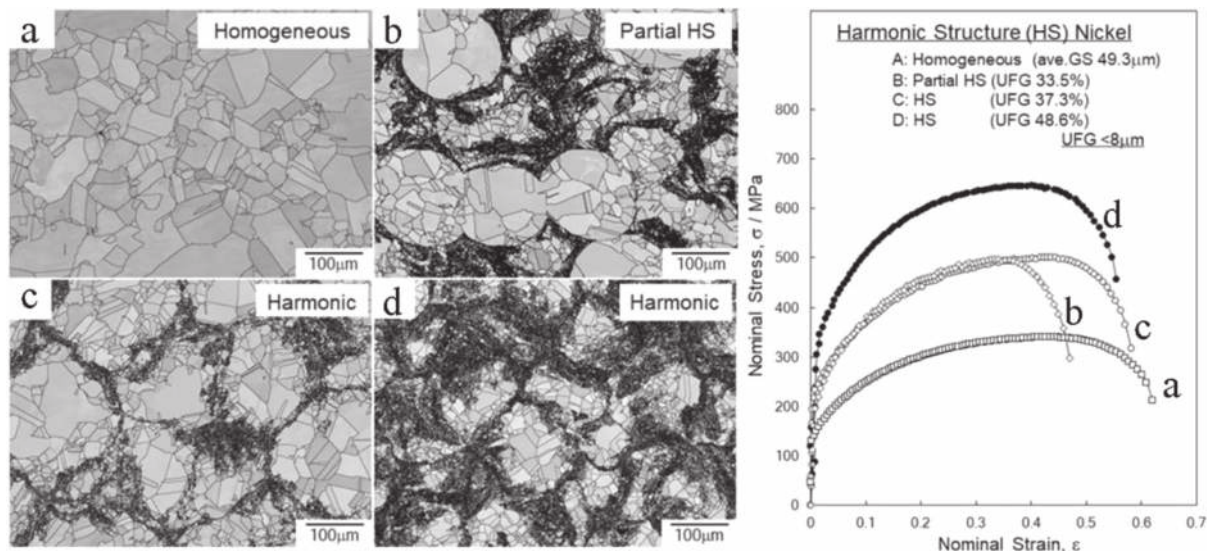 a
Homogeneous
100μm
b
Partial HS
100μm
c
Harmonic
100μm
d
Harmonic
100μm
Harmonic Structure (HS) Nickel
A: Homogeneous (ave.GS 49.3μm)
B: Partial HS (UFG 33.5%)
C: HS (UFG 37.3%)
D: HS (UFG 48.6%)
UFG <8μm
Nominal Stress, σ / MPa
800
700
600
500
400
300
200
100
0
d
b
c
a
0 0.1 0.2 0.3 0.4 0.5 0.6 0.7
Nominal Strain, ε